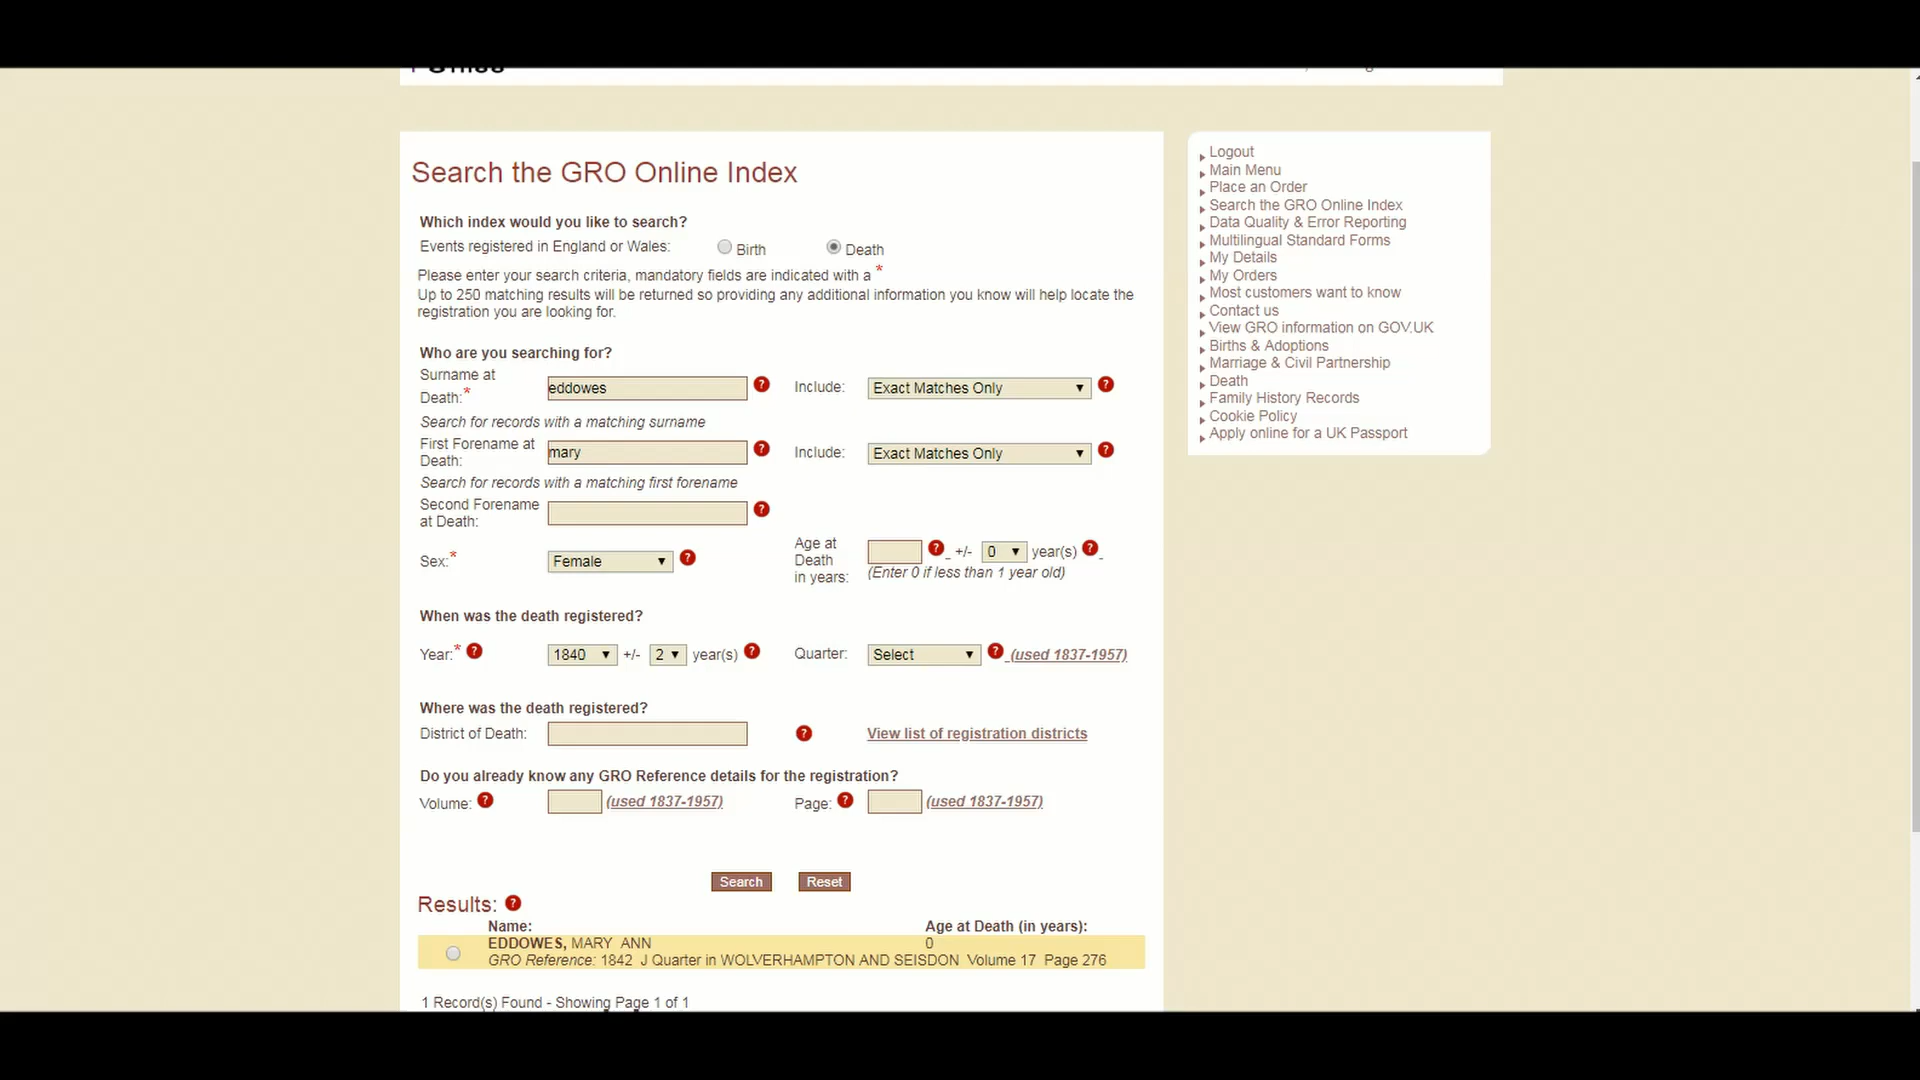 Search the GRO Online Index
Which index would you like to search?
Events registered in England or Wales: Birth Death
Please enter your search criteria, mandatory fields are indicated with a *
Up to 250 matching results will be returned so providing any additional information you know will help locate the
registration you are looking for.
Who are you searching for?
Surname at
Death:* eddowes ? Include: Exact Matches Only ?
Search for records with a matching surname
First Forename at
Death: mary ? Include: Exact Matches Only ?
Search for records with a matching first forename
Second Forename
at Death: ?
Sex:* Female ? Age at
Death
in years: ? +/- 0 year(s) ?
(Enter 0 if less than 1 year old)
When was the death registered?
Year:* ? 1840 +/- 2 year(s) ? Quarter: Select ? (used 1837-1957)
Where was the death registered?
District of Death: ? View list of registration districts
Do you already know any GRO Reference details for the registration?
Volume: ? (used 1837-1957) Page: ? (used 1837-1957)
Search Reset
Results: ?
Name: Age at Death (in years):
EDDOWES, MARY ANN 0
GRO Reference: 1842 J Quarter in WOLVERHAMPTON AND SEISDON Volume 17 Page 276
1 Record(s) Found - Showing Page 1 of 1
Logout
Main Menu
Place an Order
Search the GRO Online Index
Data Quality & Error Reporting
Multilingual Standard Forms
My Details
My Orders
Most customers want to know
Contact us
View GRO information on GOV.UK
Births & Adoptions
Marriage & Civil Partnership
Death
Family History Records
Cookie Policy
Apply online for a UK Passport